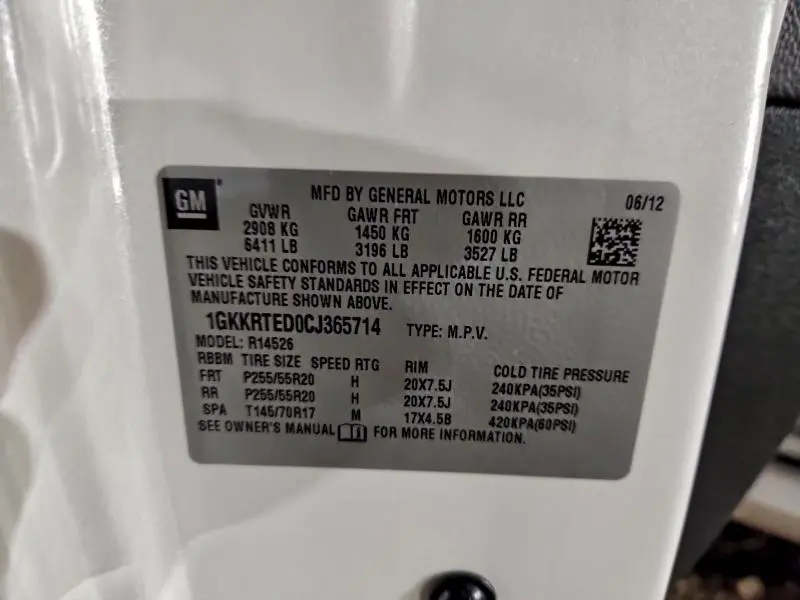 GM
MFD BY GENERAL MOTORS LLC 06/12
GVWR GAWR FRT GAWR RR
2908 KG 1450 KG 1600 KG
6411 LB 3196 LB 3527 LB
THIS VEHICLE CONFORMS TO ALL APPLICABLE U.S. FEDERAL MOTOR
VEHICLE SAFETY STANDARDS IN EFFECT ON THE DATE OF
MANUFACTURE SHOWN ABOVE.
1GKKRTED0CJ365714 TYPE: M.P.V.
MODEL: R14526
RBBM TIRE SIZE SPEED RTG RIM COLD TIRE PRESSURE
FRT P255/55R20 H 20X7.5J 240KPA(35PSI)
RR P255/55R20 H 20X7.5J 240KPA(35PSI)
SPA T145/70R17 M 17X4.5B 420KPA(60PSI)
SEE OWNER'S MANUAL FOR MORE INFORMATION.